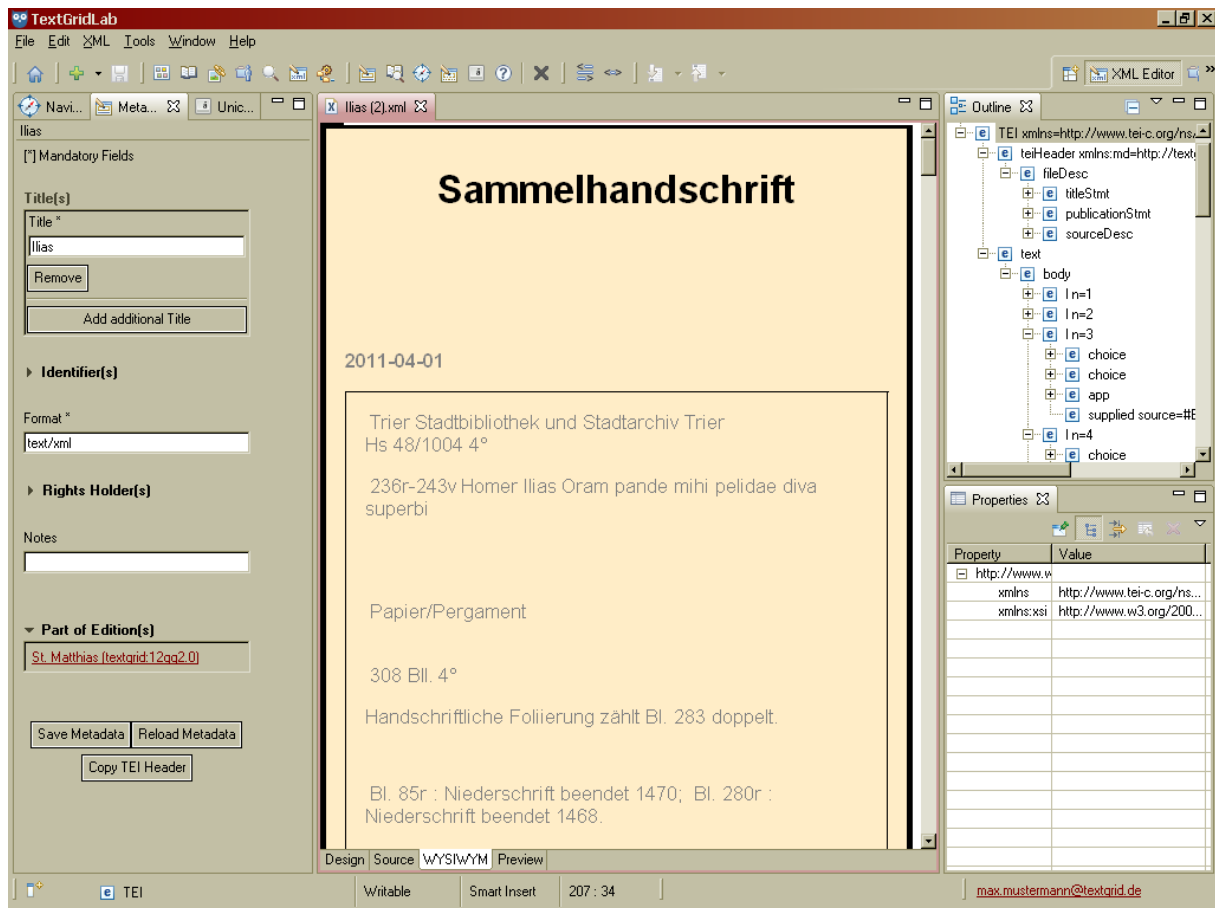 TextGridLab
File Edit XML Tools Window Help
XML Editor
Navi... Meta... Unic...
Ilias
[*] Mandatory Fields
Title(s)
Title *
Ilias
Remove
Add additional Title
Identifier(s)
Format *
text/xml
Rights Holder(s)
Notes
Part of Edition(s)
St. Matthias (textgrid:12gg2.0)
Save Metadata Reload Metadata
Copy TEI Header
Ilias (2).xml
Sammelhandschrift
2011-04-01
Trier Stadtbibliothek und Stadtarchiv Trier
Hs 48/1004 4°
236r-243v Homer Ilias Oram pande mihi pelidae diva
superbi
Papier/Pergament
308 Bll. 4°
Handschriftliche Foliierung zählt Bl. 283 doppelt.
Bl. 85r : Niederschrift beendet 1470; Bl. 280r :
Niederschrift beendet 1468.
Design Source WYSIWYM Preview
Outline
TEI xmlns=http://www.tei-c.org/ns/
teiHeader xmlns:md=http://textg
fileDesc
titleStmt
publicationStmt
sourceDesc
text
body
l n=1
l n=2
l n=3
choice
choice
app
supplied source=#B
l n=4
choice
Properties
Property Value
http://www.w
xmlns http://www.tei-c.org/ns...
xmlns:xsi http://www.w3.org/200...
TEI Writable Smart Insert 207 : 34 max.mustermann@textgrid.de